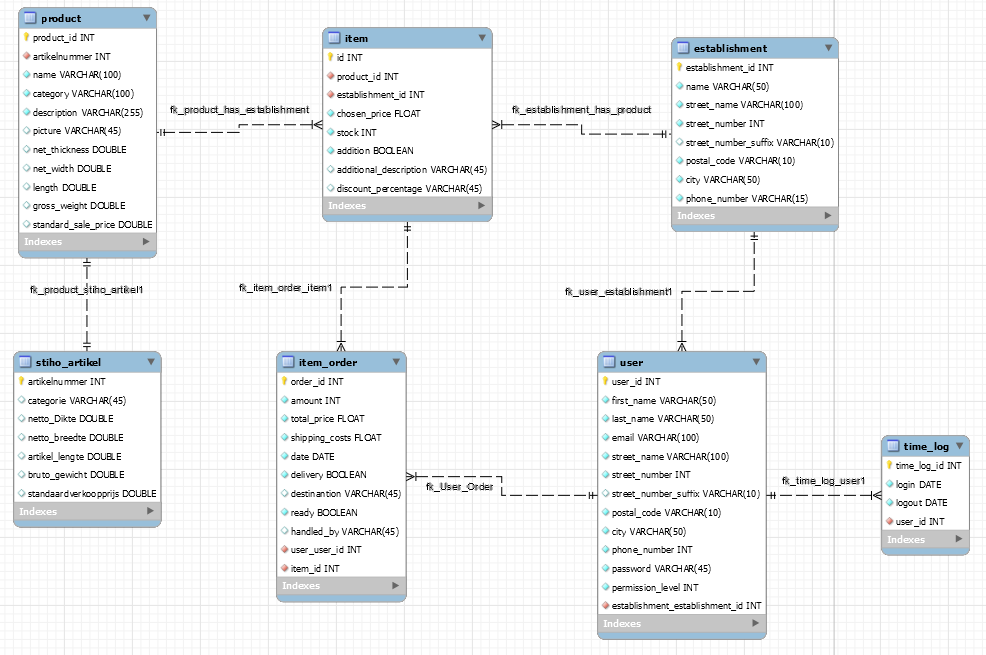 product
product_id INT
artikelnummer INT
name VARCHAR(100)
category VARCHAR(100)
description VARCHAR(255)
picture VARCHAR(45)
net_thickness DOUBLE
net_width DOUBLE
length DOUBLE
gross_weight DOUBLE
standard_sale_price DOUBLE
Indexes
fk_product_has_establishment
item
id INT
product_id INT
establishment_id INT
chosen_price FLOAT
stock INT
addition BOOLEAN
additional_description VARCHAR(45)
discount_percentage VARCHAR(45)
Indexes
fk_establishment_has_product
establishment
establishment_id INT
name VARCHAR(50)
street_name VARCHAR(100)
street_number INT
street_number_suffix VARCHAR(10)
postal_code VARCHAR(10)
city VARCHAR(50)
phone_number VARCHAR(15)
Indexes
fk_product_stiho_artikel1
fk_item_order_item1
fk_user_establishment1
stiho_artikel
artikelnummer INT
categorie VARCHAR(45)
netto_Dikte DOUBLE
netto_breedte DOUBLE
artikel_lengte DOUBLE
bruto_gewicht DOUBLE
standaardverkoopprijs DOUBLE
Indexes
item_order
order_id INT
amount INT
total_price FLOAT
shipping_costs FLOAT
date DATE
delivery BOOLEAN
destinantion VARCHAR(45)
ready BOOLEAN
handled_by VARCHAR(45)
user_user_id INT
item_id INT
Indexes
fk_User_Order
user
user_id INT
first_name VARCHAR(50)
last_name VARCHAR(50)
email VARCHAR(100)
street_name VARCHAR(100)
street_number INT
street_number_suffix VARCHAR(10)
postal_code VARCHAR(10)
city VARCHAR(50)
phone_number INT
password VARCHAR(45)
permission_level INT
establishment_establishment_id INT
Indexes
fk_time_log_user1
time_log
time_log_id INT
login DATE
logout DATE
user_id INT
Indexes